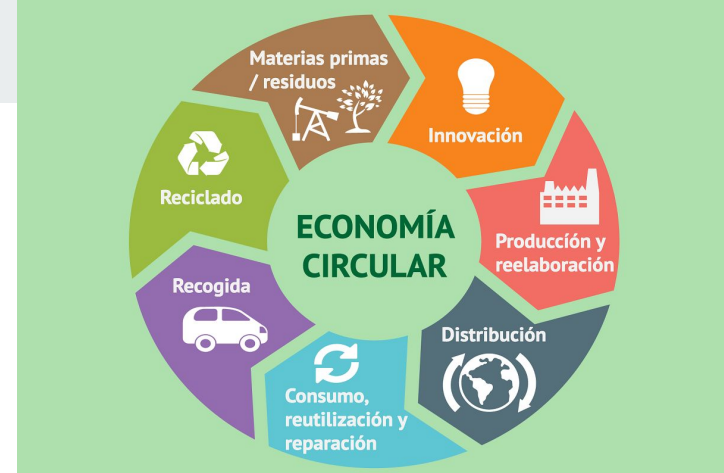 Materias primas
/ residuos
Innovación
Producción y
reelaboración
Distribución
Consumo,
reutilización y
reparación
Recogida
Reciclado
ECONOMÍA
CIRCULAR